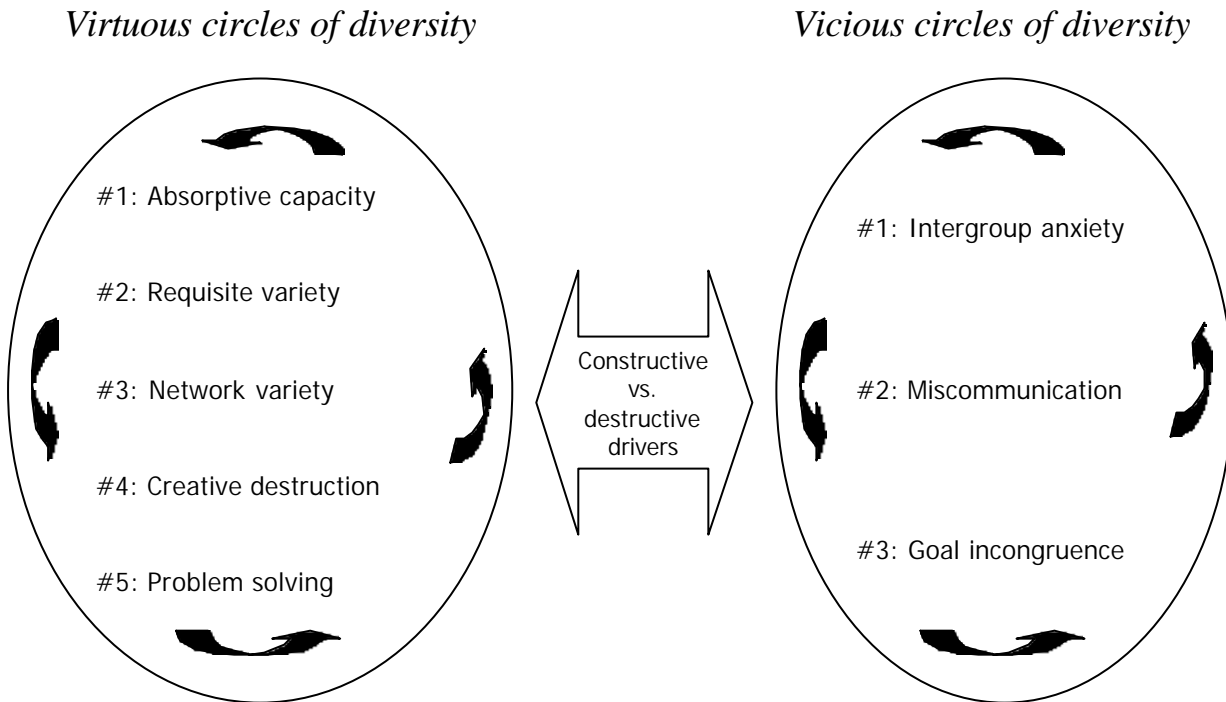 Virtuous circles of diversity
#1: Absorptive capacity
#2: Requisite variety
#3: Network variety
#4: Creative destruction
#5: Problem solving
Constructive
vs.
destructive
drivers
Vicious circles of diversity
#1: Intergroup anxiety
#2: Miscommunication
#3: Goal incongruence